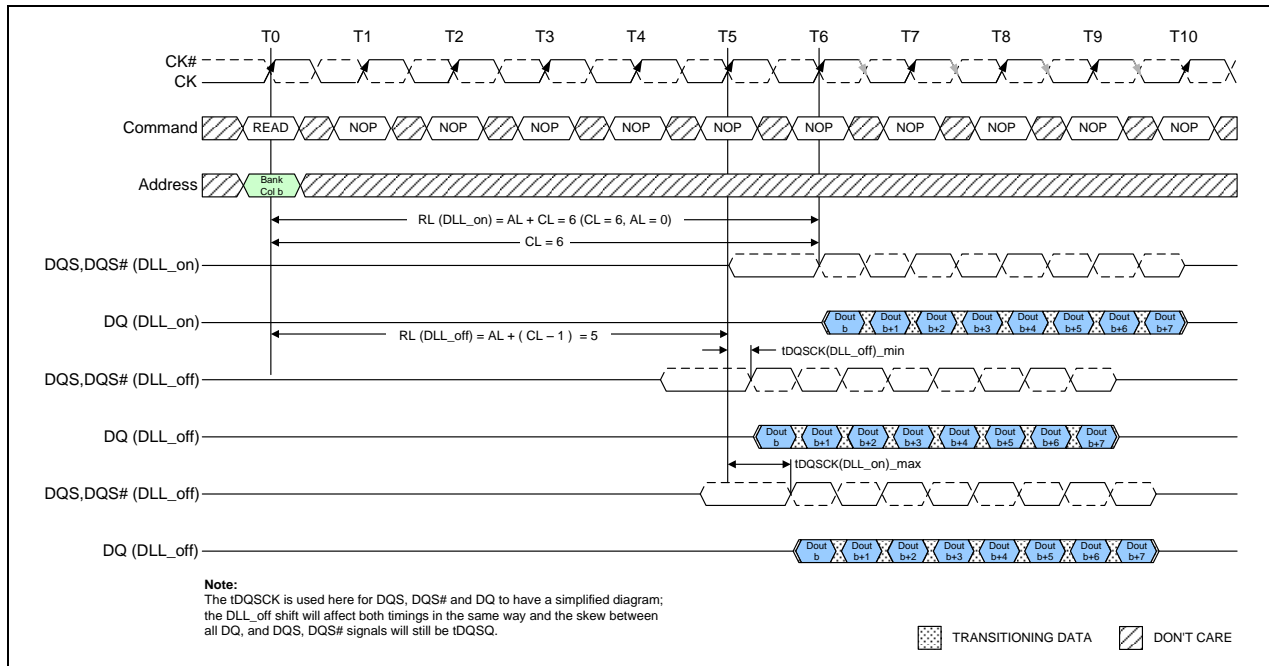 T0 T1 T2 T3 T4 T5 T6 T7 T8 T9 T10
CK#
CK
Command READ NOP NOP NOP NOP NOP NOP NOP NOP NOP NOP
Address Bank
Col b
RL (DLL_on) = AL + CL = 6 (CL = 6, AL = 0)
CL = 6
DQS,DQS# (DLL_on)
DQ (DLL_on) Dout b Dout b+1 Dout b+2 Dout b+3 Dout b+4 Dout b+5 Dout b+6 Dout b+7
RL (DLL_off) = AL + ( CL – 1 ) = 5
tDQSCK(DLL_off)_min
DQS,DQS# (DLL_off)
DQ (DLL_off) Dout b Dout b+1 Dout b+2 Dout b+3 Dout b+4 Dout b+5 Dout b+6 Dout b+7
tDQSCK(DLL_on)_max
DQS,DQS# (DLL_off)
DQ (DLL_off) Dout b Dout b+1 Dout b+2 Dout b+3 Dout b+4 Dout b+5 Dout b+6 Dout b+7
Note:
The tDQSCK is used here for DQS, DQS# and DQ to have a simplified diagram;
the DLL_off shift will affect both timings in the same way and the skew between
all DQ, and DQS, DQS# signals will still be tDQSQ.
TRANSITIONING DATA DON'T CARE